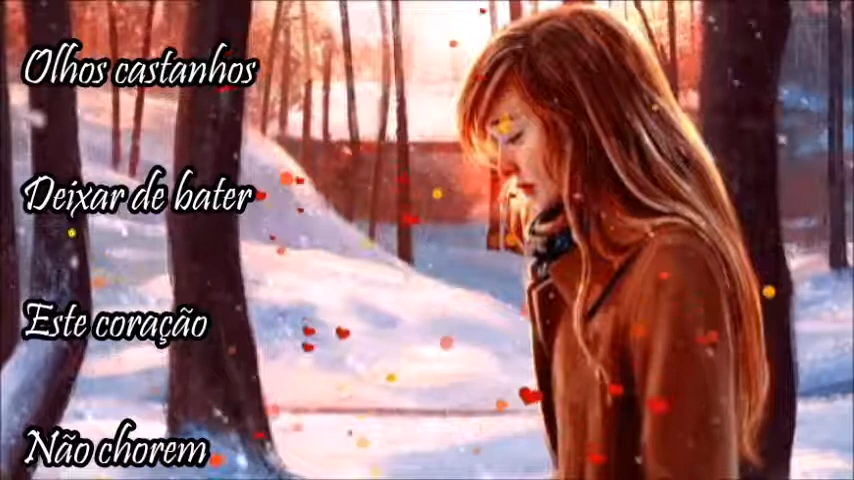 Olhos castanhos
Deixar de bater
Este coração
Não chorem